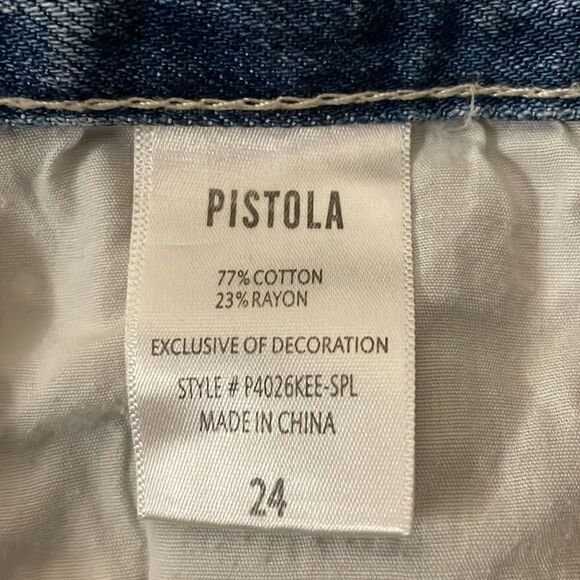 PISTOLA
77% COTTON
23% RAYON
EXCLUSIVE OF DECORATION
STYLE # P4026KEE-SPL
MADE IN CHINA
24